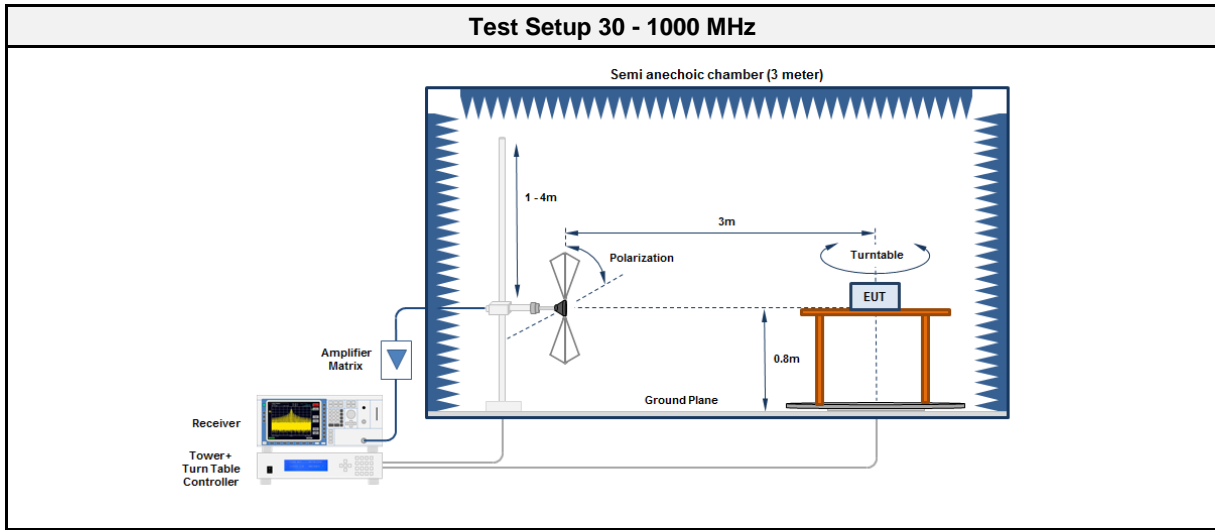 Test Setup 30 - 1000 MHz
Semi anechoic chamber (3 meter)
1 - 4m
3m
Polarization
Turntable
EUT
0.8m
Amplifier
Matrix
Ground Plane
Receiver
Tower+
Turn Table
Controller